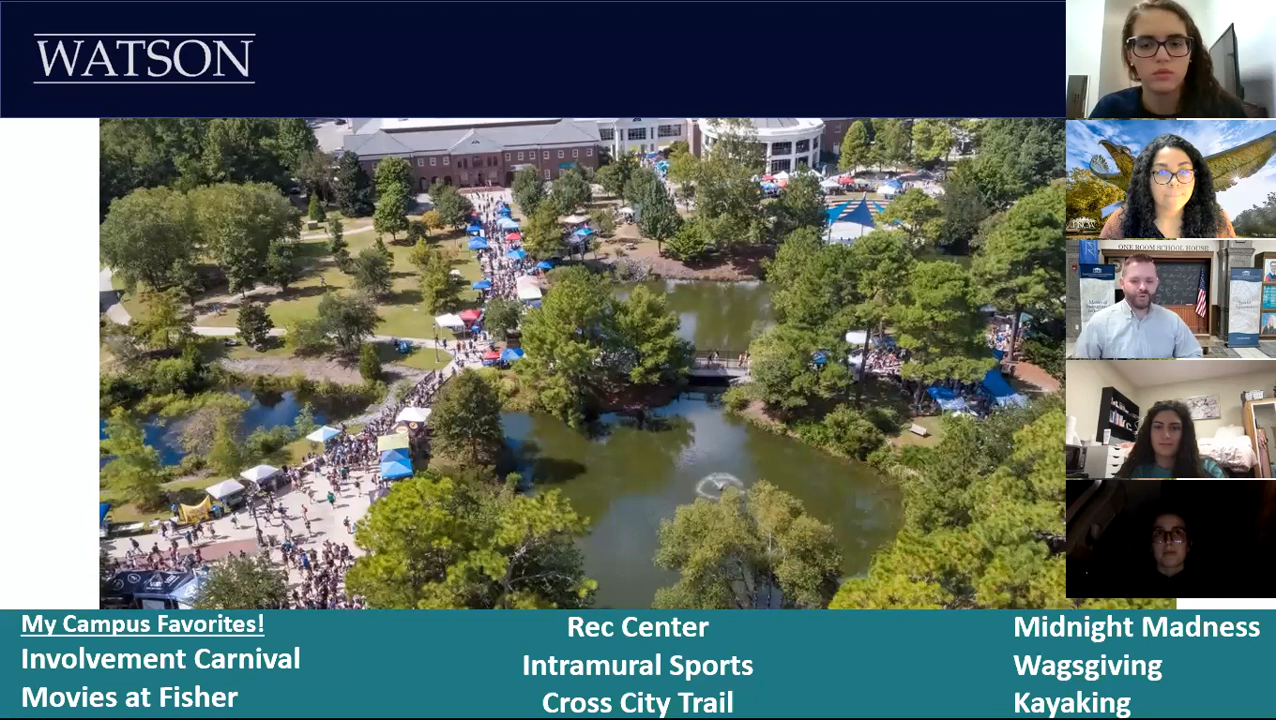 WATSON
UNCW
ONE ROOM SCHOOL HOUSE
My Campus Favorites!
Involvement Carnival
Movies at Fisher
Rec Center
Intramural Sports
Cross City Trail
Midnight Madness
Wagsgiving
Kayaking